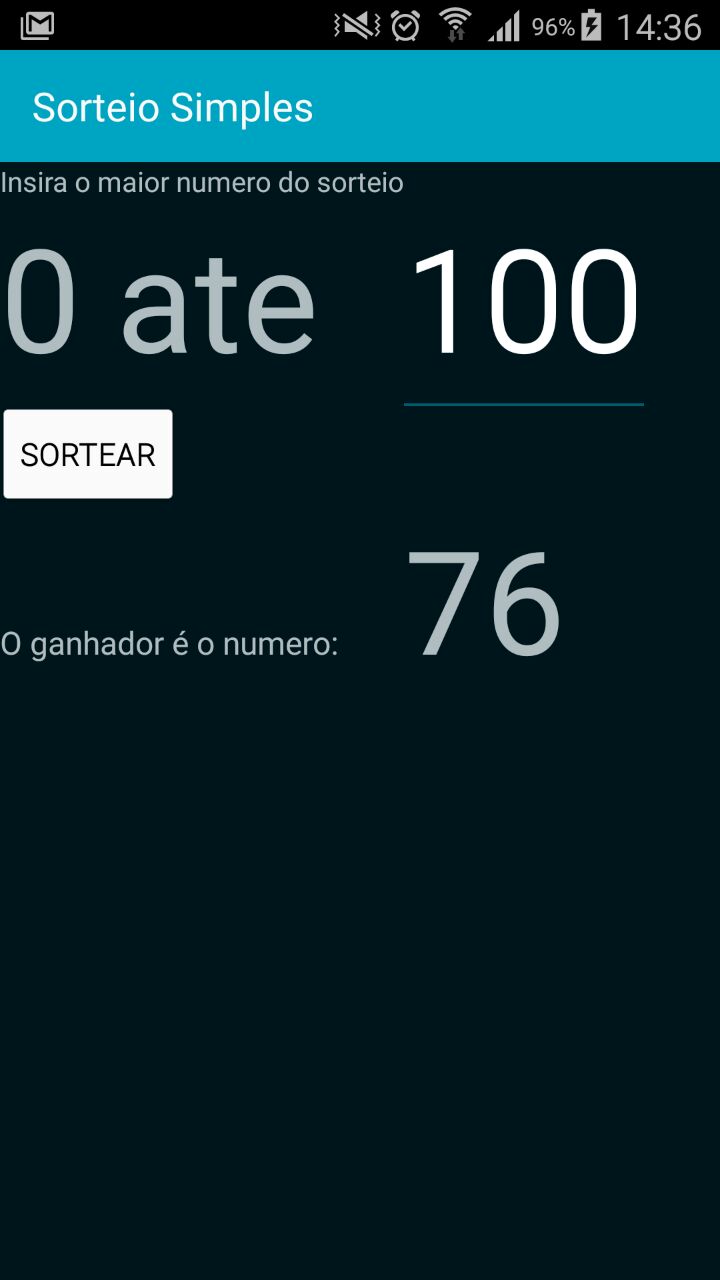 96% 14:36
Sorteio Simples
Insira o maior numero do sorteio
0 ate 100
SORTEAR
76
O ganhador é o numero: